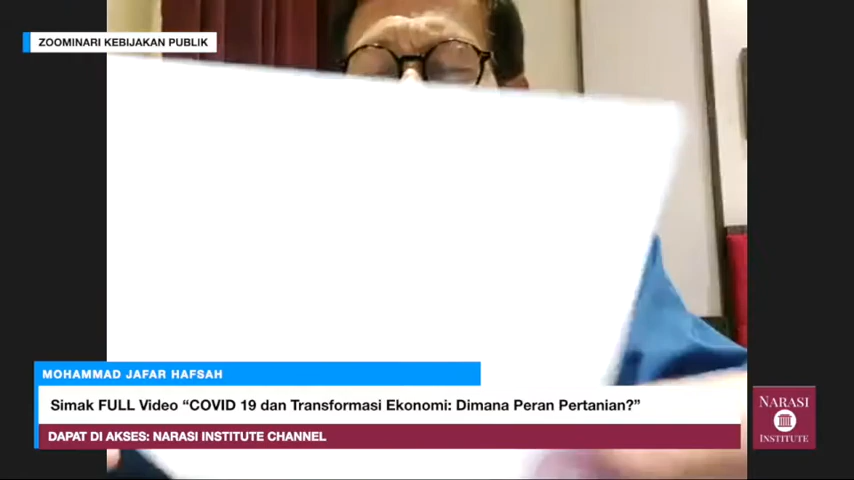 ZOOMINARI KEBIJAKAN PUBLIK
MOHAMMAD JAFAR HAFSAH
Simak FULL Video “COVID 19 dan Transformasi Ekonomi: Dimana Peran Pertanian?”
DAPAT DI AKSES: NARASI INSTITUTE CHANNEL
NARASI
INSTITUTE